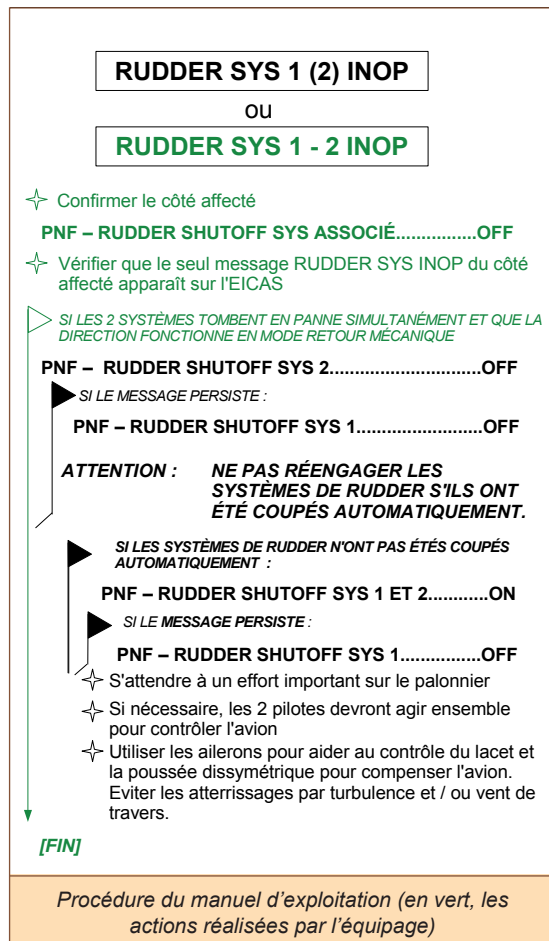 RUDDER SYS 1 (2) INOP
ou
RUDDER SYS 1 - 2 INOP
Confirmer le côté affecté
PNF – RUDDER SHUTOFF SYS ASSOCIÉ................OFF
Vérifier que le seul message RUDDER SYS INOP du côté
affecté apparaît sur l'EICAS
SI LES 2 SYSTÈMES TOMBENT EN PANNE SIMULTANÉMENT ET QUE LA
DIRECTION FONCTIONNE EN MODE RETOUR MÉCANIQUE
PNF – RUDDER SHUTOFF SYS 2.............................OFF
SI LE MESSAGE PERSISTE :
PNF – RUDDER SHUTOFF SYS 1........................OFF
ATTENTION : NE PAS RÉENGAGER LES
SYSTÈMES DE RUDDER S'ILS ONT
ÉTÉ COUPÉS AUTOMATIQUEMENT.
SI LES SYSTÈMES DE RUDDER N'ONT PAS ÉTÉS COUPÉS
AUTOMATIQUEMENT :
PNF – RUDDER SHUTOFF SYS 1 ET 2............ON
SI LE MESSAGE PERSISTE :
PNF – RUDDER SHUTOFF SYS 1.................OFF
S'attendre à un effort important sur le palonnier
Si nécessaire, les 2 pilotes devront agir ensemble
pour contrôler l'avion
Utiliser les ailerons pour aider au contrôle du lacet et
la poussée dissymétrique pour compenser l'avion.
Eviter les atterrissages par turbulence et / ou vent de
travers.
[FIN]
Procédure du manuel d'exploitation (en vert, les
actions réalisées par l'équipage)